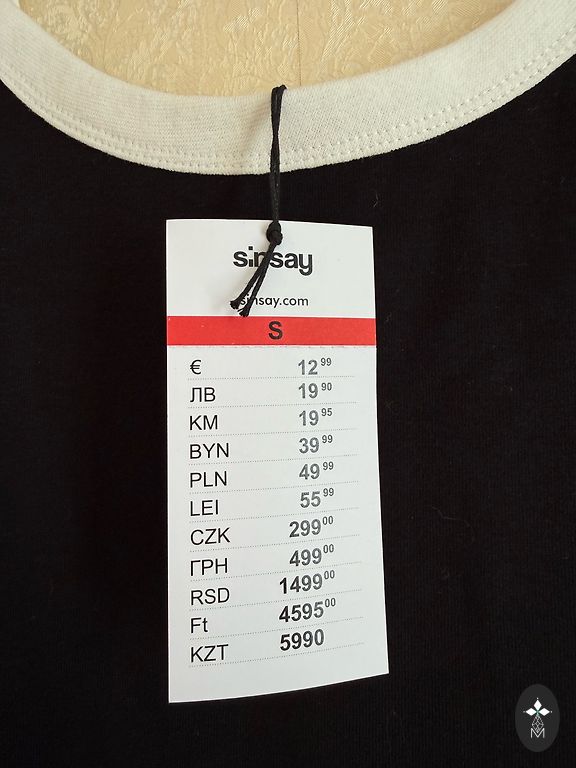 sinsay
sinsay.com
S
€ 12 99
ЛВ 19 90
KM 19 95
BYN 39 99
PLN 49 99
LEI 55 99
CZK 299 00
ГРН 499 00
RSD 1499 00
Ft 4595 00
KZT 5990
M